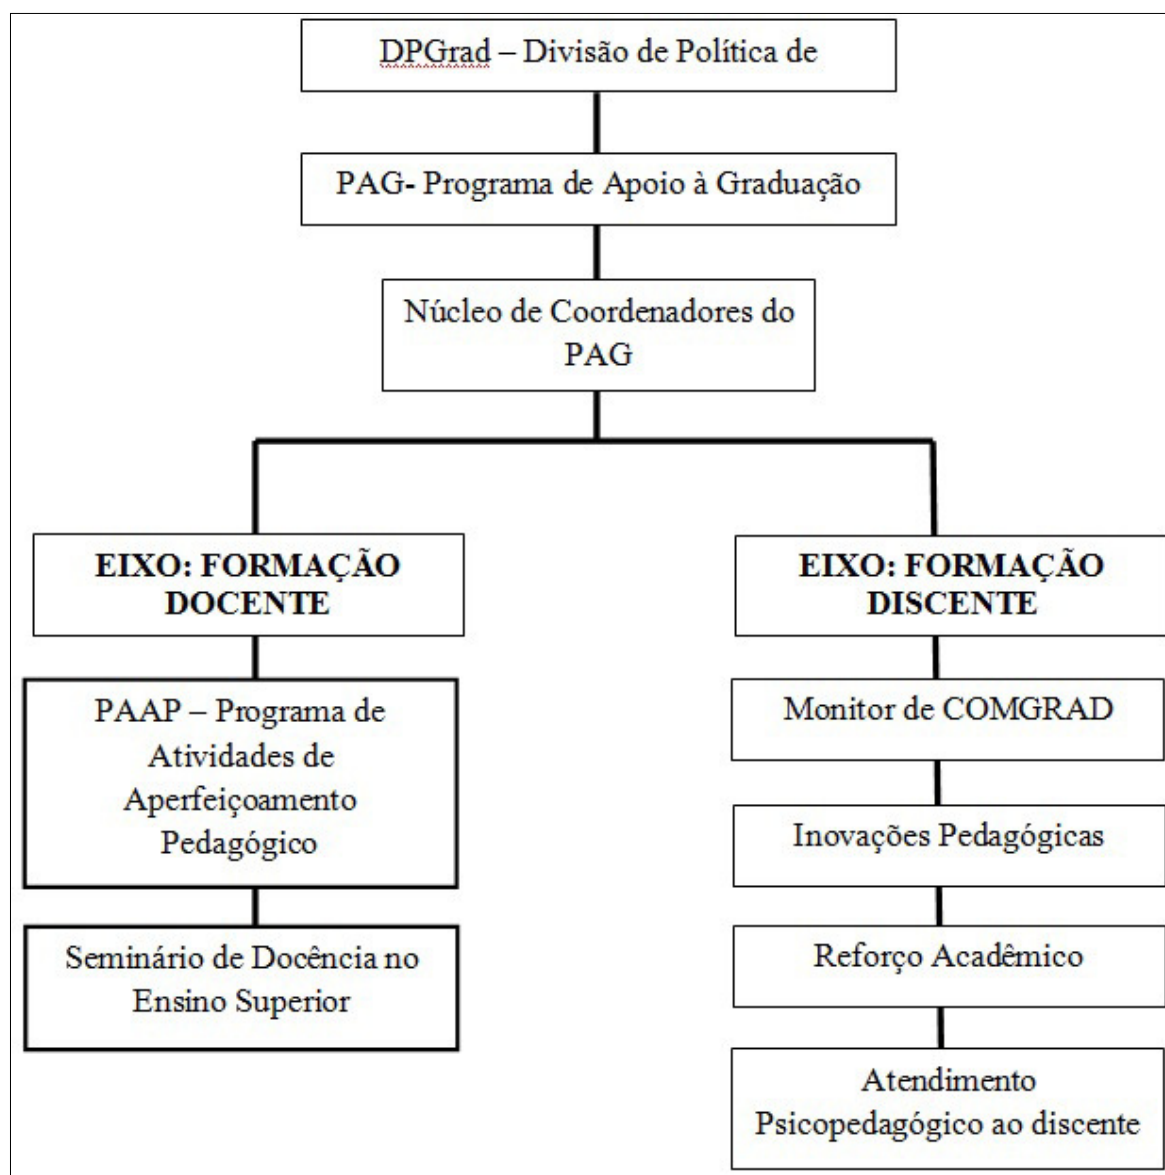 DPGrad – Divisão de Política de
PAG- Programa de Apoio à Graduação
Núcleo de Coordenadores do
PAG
EIXO: FORMAÇÃO
DOCENTE
PAAP – Programa de
Atividades de
Aperfeiçoamento
Pedagógico
Seminário de Docência no
Ensino Superior
EIXO: FORMAÇÃO
DISCENTE
Monitor de COMGRAD
Inovações Pedagógicas
Reforço Acadêmico
Atendimento
Psicopedagógico ao discente